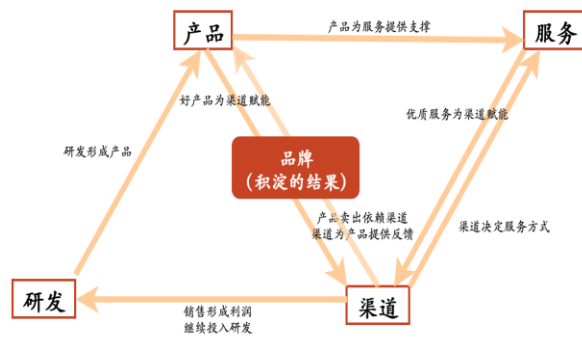 产品
产品为服务提供支撑
服务
好产品为渠道赋能
优质服务为渠道赋能
研发形成产品
品牌
（积淀的结果）
产品卖出依赖渠道
渠道为产品提供反馈
渠道决定服务方式
研发
销售形成利润
继续投入研发
渠道